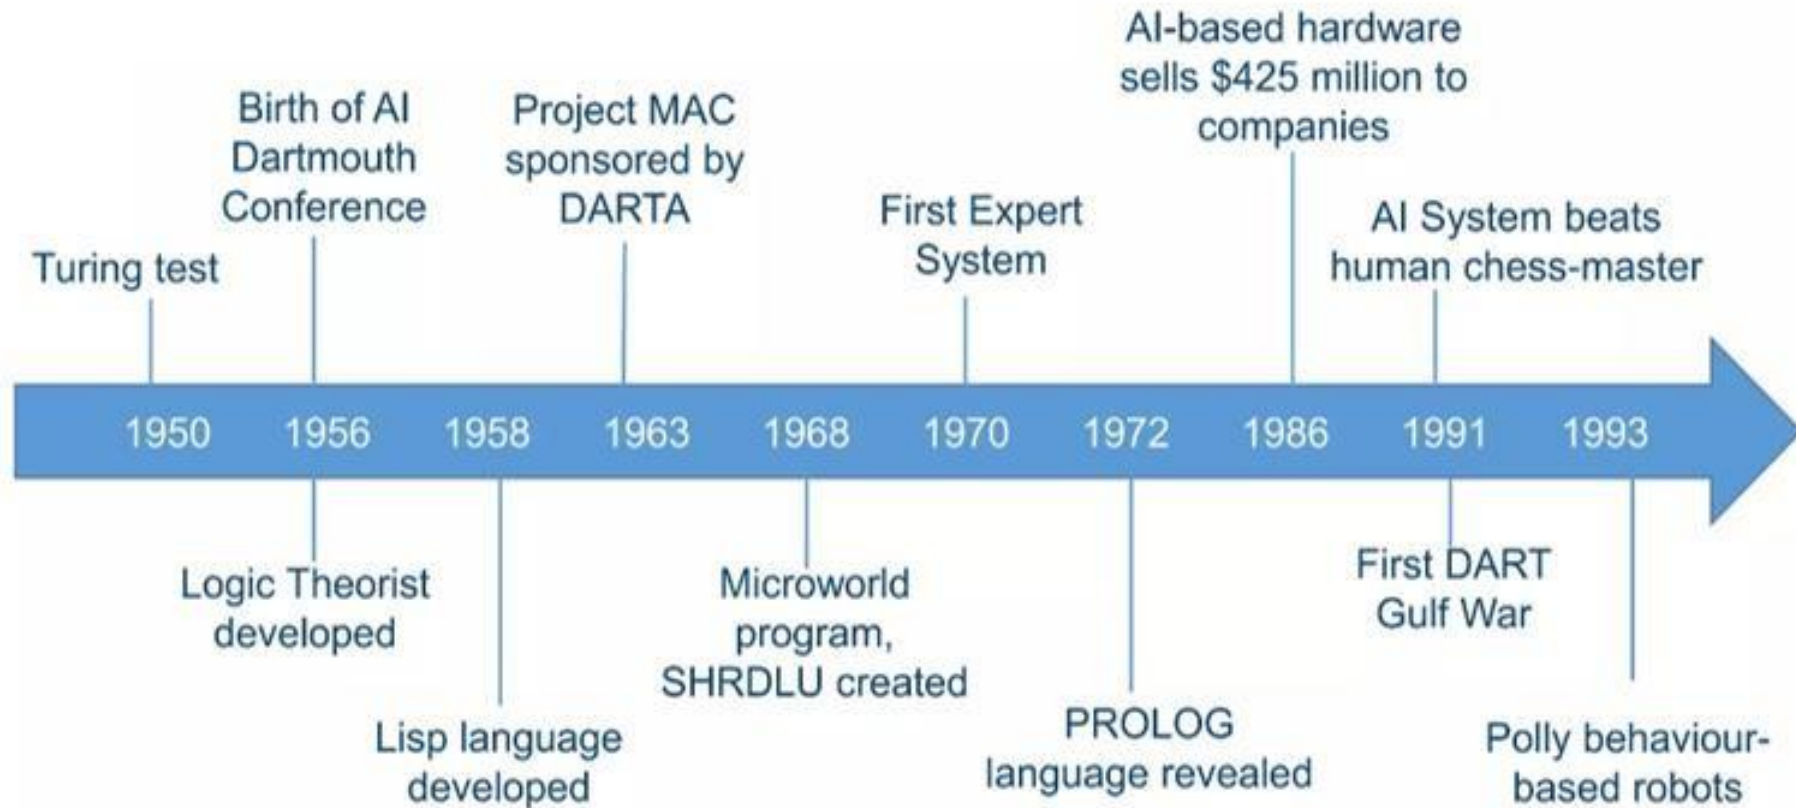 AI-based hardware
sells $425 million to
companies
Birth of AI
Dartmouth
Conference
Project MAC
sponsored by
DARTA
First Expert
System
AI System beats
human chess-master
Turing test
1950 1956 1958 1963 1968 1970 1972 1986 1991 1993
Logic Theorist
developed
Microworld
program,
SHRDLU created
First DART
Gulf War
Lisp language
developed
PROLOG
language revealed
Polly behaviour-
based robots